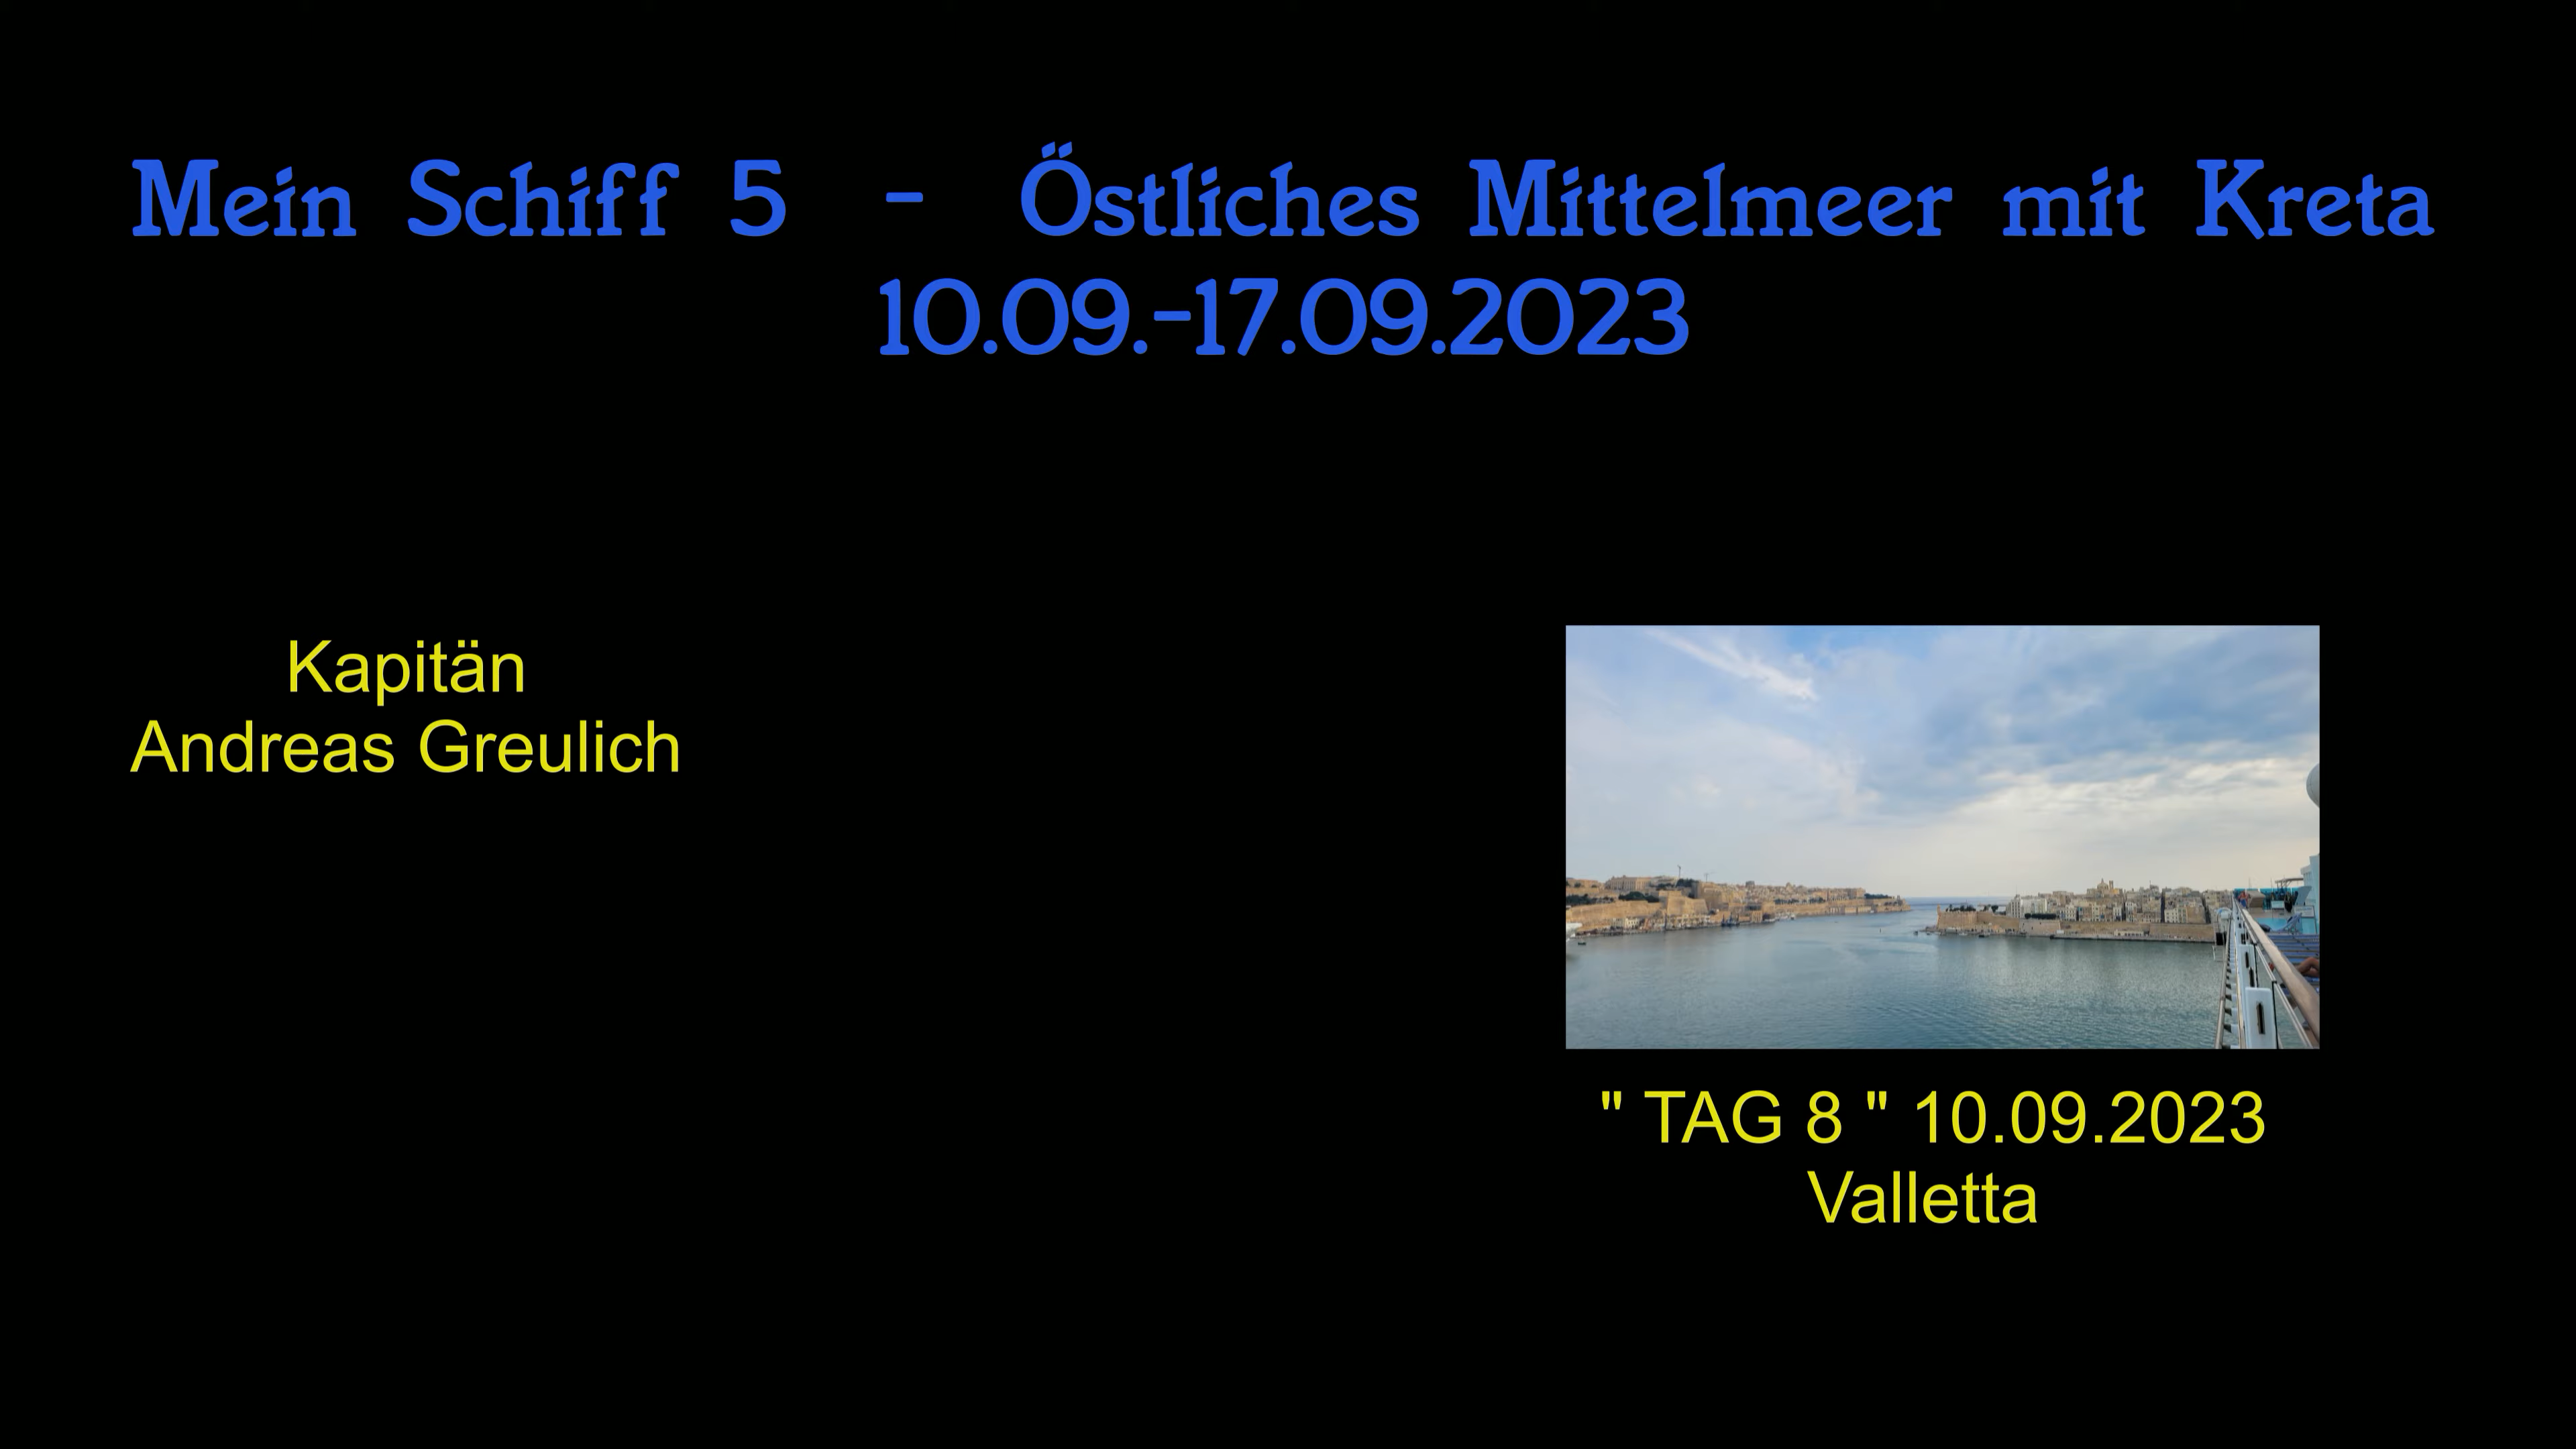 Mein Schiff 5 - Östliches Mittelmeer mit Kreta
10.09.-17.09.2023
Kapitän
Andreas Greulich
" TAG 8 " 10.09.2023
Valletta